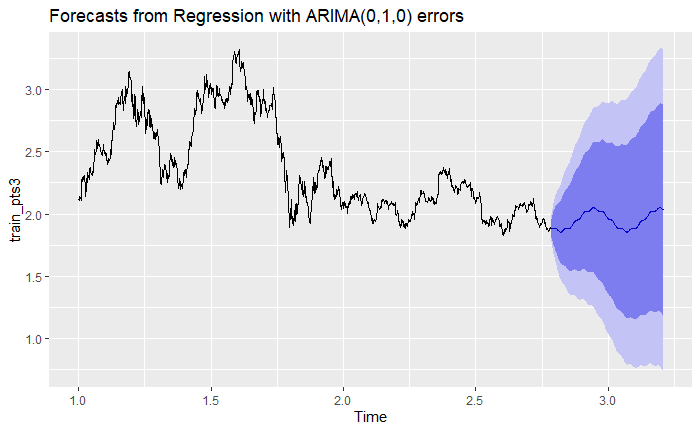 Forecasts from Regression with ARIMA(0,1,0) errors
train_pts3
3.0
2.5
2.0
1.5
1.0
1.0 1.5 2.0 2.5 3.0
Time